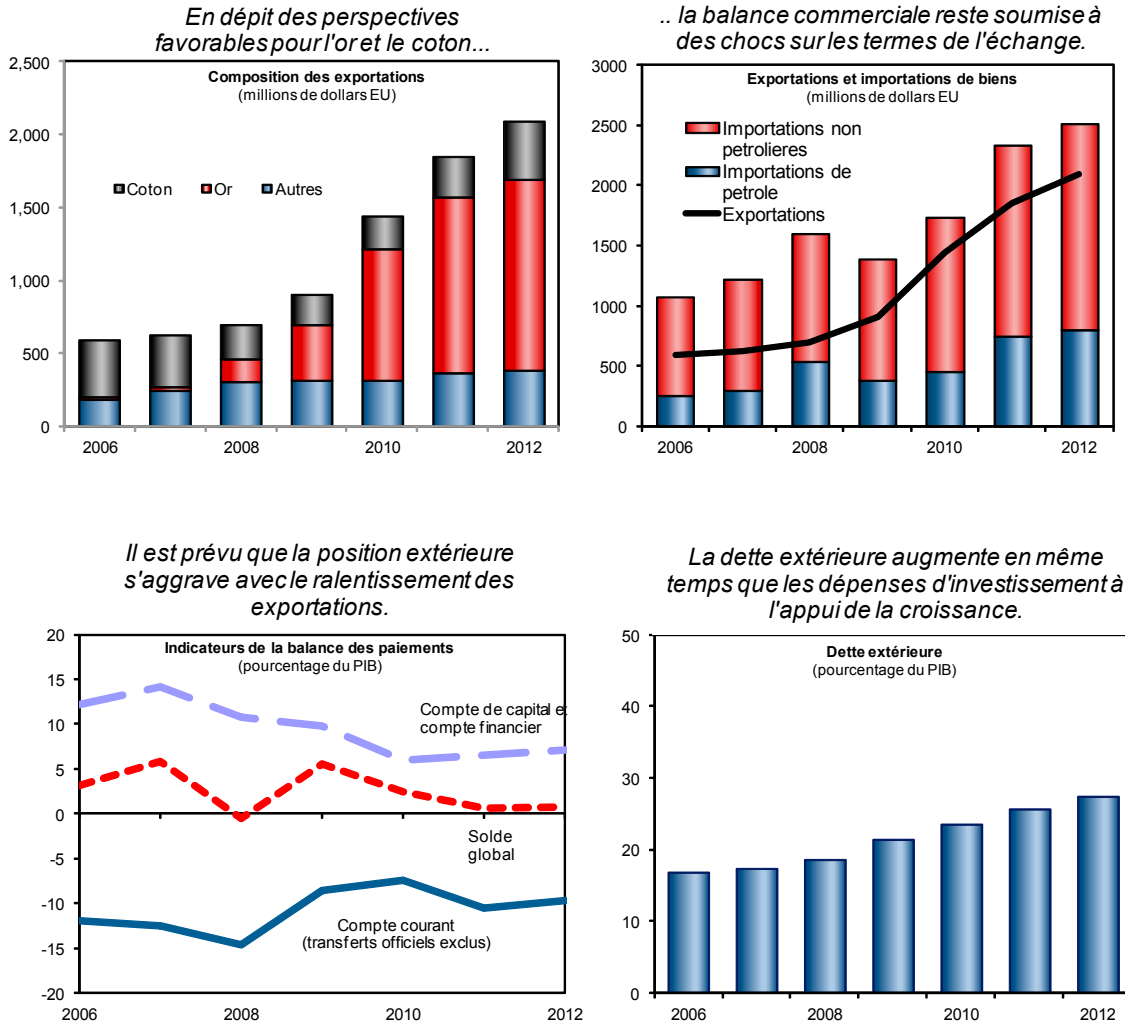 En dépit des perspectives
favorables pour l'or et le coton...
Composition des exportations
(millions de dollars EU)
2,500
2,000
1,500
1,000
500
0
Coton
Or
Autres
2006
2008
2010
2012
.. la balance commerciale reste soumise à
des chocs sur les termes de l'échange.
Exportations et importations de biens
(millions de dollars EU
3000
2500
2000
1500
1000
500
0
Importations non
petrolieres
Importations de
petrole
Exportations
2006
2008
2010
2012
Il est prévu que la position extérieure
s'aggrave avec le ralentissement des
exportations.
Indicateurs de la balance des paiements
(pourcentage du PIB)
20
15
10
5
0
-5
-10
-15
-20
Compte de capital et
compte financier
Solde
global
Compte courant
(transferts officiels exclus)
2006
2008
2010
2012
La dette extérieure augmente en même
temps que les dépenses d'investissement à
l'appui de la croissance.
Dette extérieure
(pourcentage du PIB)
50
40
30
20
10
0
2006
2008
2010
2012